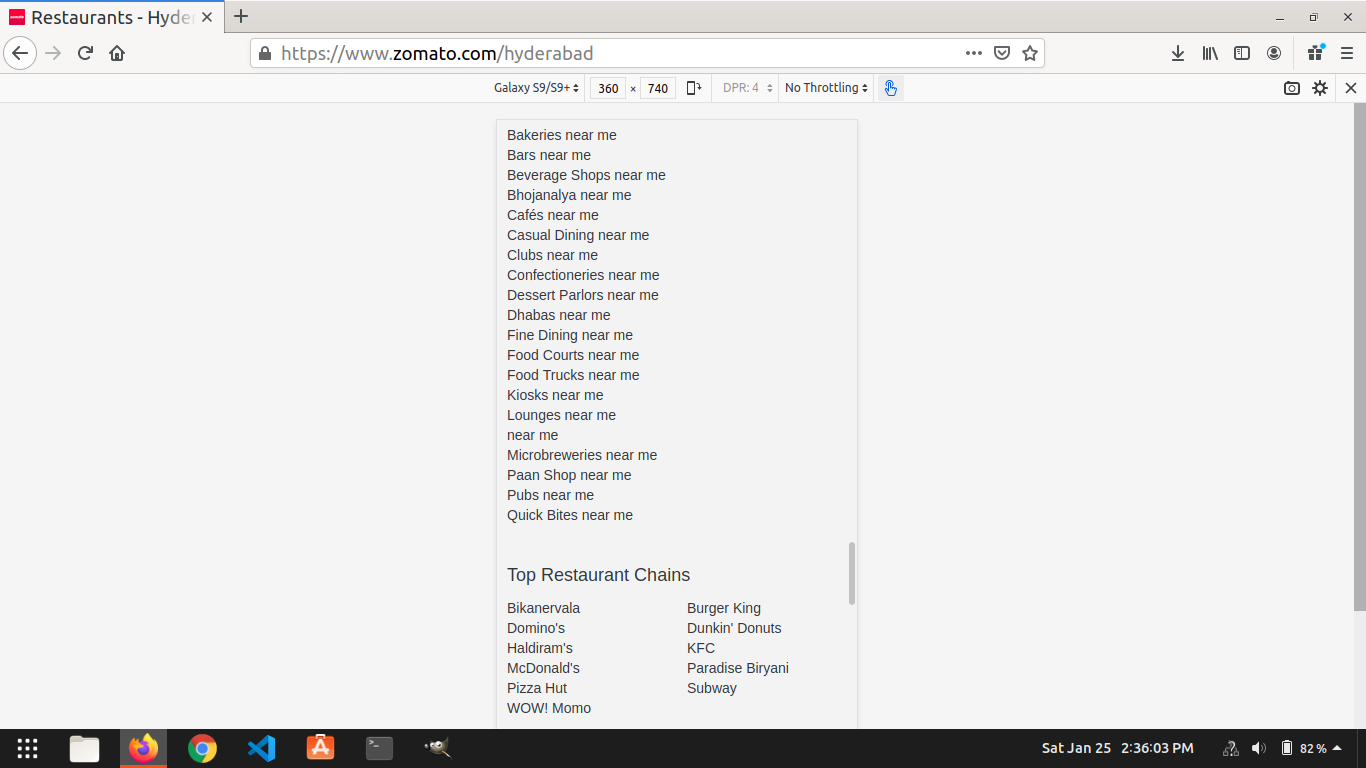 Restaurants - Hyde
https://www.zomato.com/hyderabad
Galaxy S9/S9+ 360 × 740 DPR: 4 No Throttling
Bakeries near me
Bars near me
Beverage Shops near me
Bhojanalya near me
Cafés near me
Casual Dining near me
Clubs near me
Confectioneries near me
Dessert Parlors near me
Dhabas near me
Fine Dining near me
Food Courts near me
Food Trucks near me
Kiosks near me
Lounges near me
near me
Microbreweries near me
Paan Shop near me
Pubs near me
Quick Bites near me
Top Restaurant Chains
Bikanervala Burger King
Domino's Dunkin' Donuts
Haldiram's KFC
McDonald's Paradise Biryani
Pizza Hut Subway
WOW! Momo
Sat Jan 25 2:36:03 PM 82 %